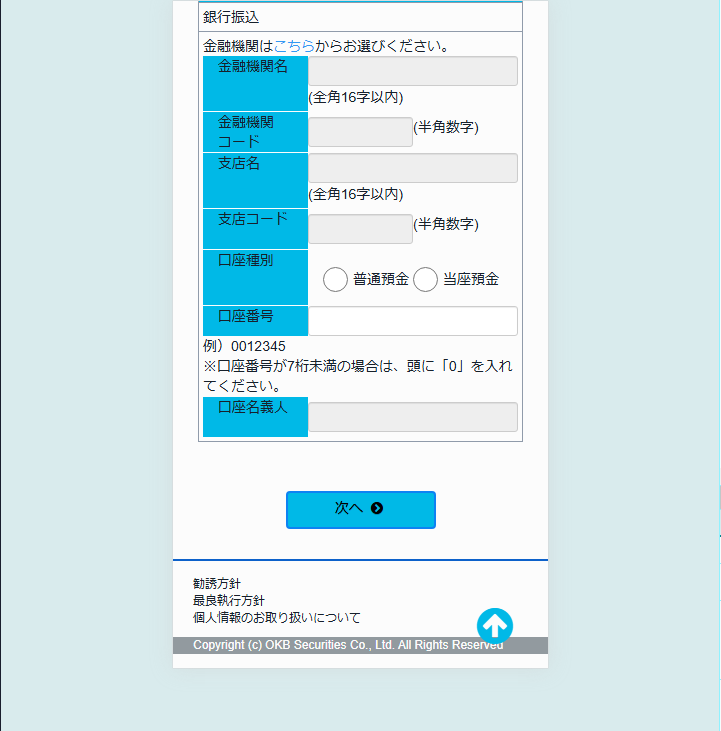 銀行振込
金融機関はこちらからお選びください。
金融機関名
(全角16字以内)
金融機関
コード
(半角数字)
支店名
(全角16字以内)
支店コード
(半角数字)
口座種別
普通預金 当座預金
口座番号
例）0012345
※口座番号が7桁未満の場合は、頭に「0」を入れ
てください。
口座名義人
次へ
勧誘方針
最良執行方針
個人情報のお取り扱いについて
Copyright (c) OKB Securities Co., Ltd. All Rights Reserved